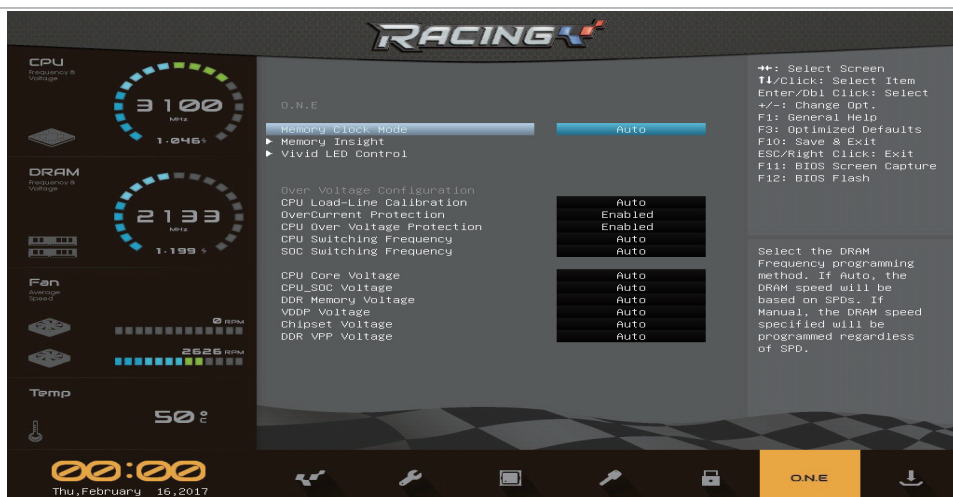 RACING
CPU
Frequency &
Voltage
3100
MHz
1.046
DRAM
Frequency &
Voltage
2133
MHz
1.199
Fan
Average
Speed
0 RPM
2626 RPM
Temp
50 °C
00:00
Thu,February 16,2017
O.N.E
Memory Clock Mode Auto
Memory Insight
Vivid LED Control
Over Voltage Configuration
CPU Load-Line Calibration Auto
OverCurrent Protection Enabled
CPU Over Voltage Protection Enabled
CPU Switching Frequency Auto
SOC Switching Frequency Auto
CPU Core Voltage Auto
CPU_SOC Voltage Auto
DDR Memory Voltage Auto
VDDP Voltage Auto
Chipset Voltage Auto
DDR VPP Voltage Auto
→←: Select Screen
↑↓/Click: Select Item
Enter/Dbl Click: Select
+/-: Change Opt.
F1: General Help
F3: Optimized Defaults
F10: Save & Exit
ESC/Right Click: Exit
F11: BIOS Screen Capture
F12: BIOS Flash
Select the DRAM
Frequency programming
method. If Auto, the
DRAM speed will be
based on SPDs. If
Manual, the DRAM speed
specified will be
programmed regardless
of SPD.
O.N.E